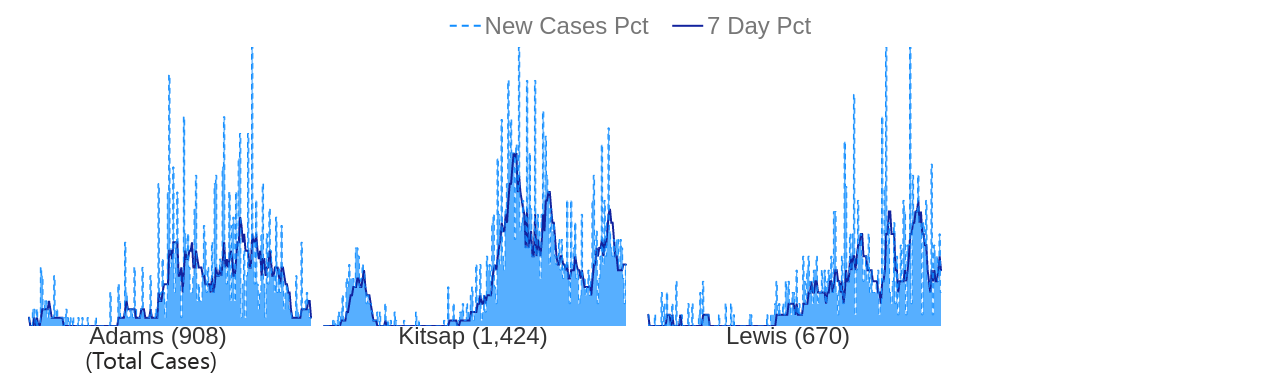 New Cases Pct 7 Day Pct
Adams (908) Kitsap (1,424) Lewis (670)
(Total Cases)